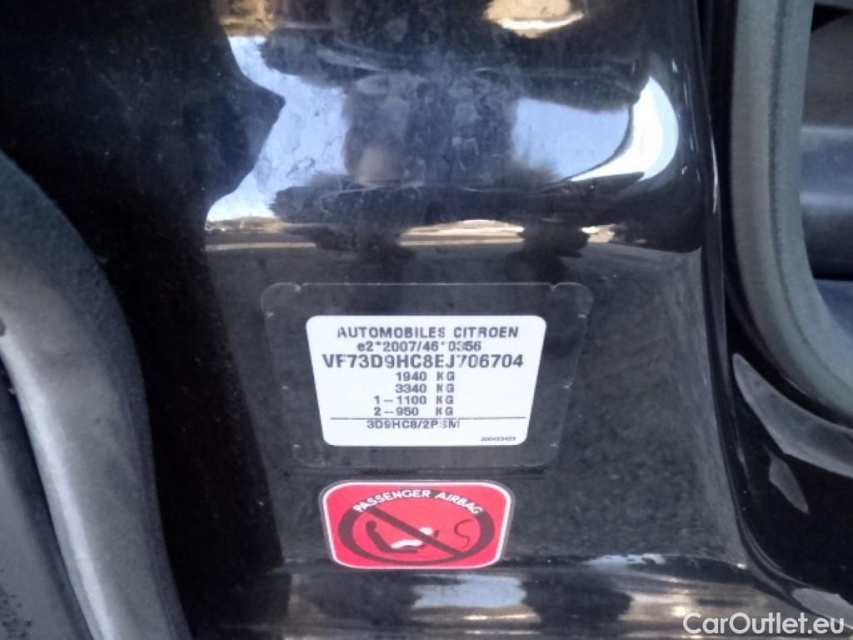 AUTOMOBILES CITROEN
e2*2007/46*0356
VF73D9HC8EJ706704
1940 KG
3340 KG
1-1100 KG
2-950 KG
3D9HC8/2PSM
PASSENGER AIRBAG
CarOutlet.eu